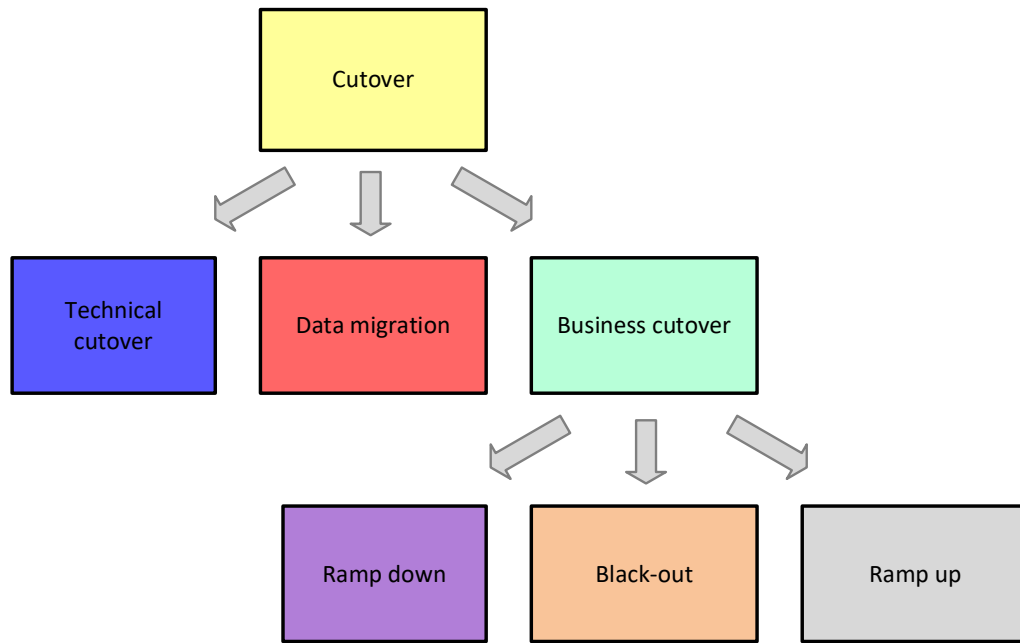 Cutover
Technical
cutover
Data migration
Business cutover
Ramp down
Black-out
Ramp up